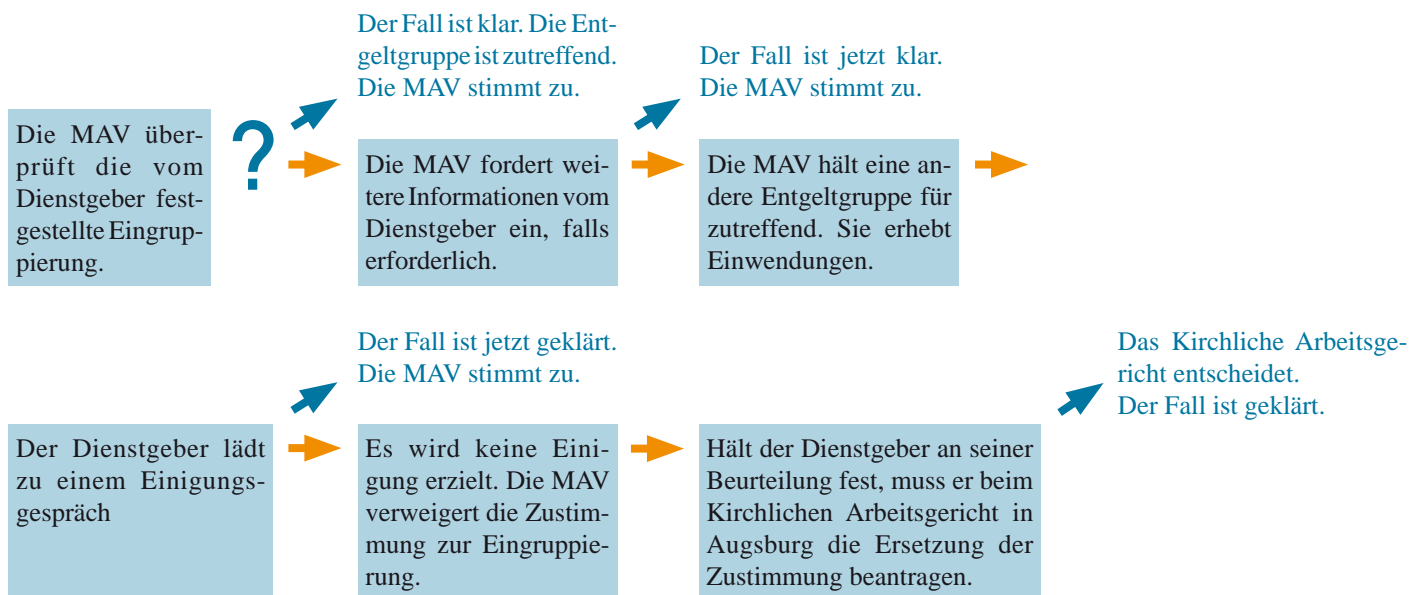 Der Fall ist klar. Die Ent-
geltgruppe ist zutreffend.
Die MAV stimmt zu.
Der Fall ist jetzt klar.
Die MAV stimmt zu.
Die MAV über-
prüft die vom
Dienstgeber fest-
gestellte Eingrup-
pierung.
?
Die MAV fordert wei-
tere Informationen vom
Dienstgeber ein, falls
erforderlich.
Die MAV hält eine an-
dere Entgeltgruppe für
zutreffend. Sie erhebt
Einwendungen.
Der Fall ist jetzt geklärt.
Die MAV stimmt zu.
Das Kirchliche Arbeitsge-
richt entscheidet.
Der Fall ist geklärt.
Der Dienstgeber lädt
zu einem Einigungs-
gespräch
Es wird keine Eini-
gung erzielt. Die MAV
verweigert die Zustim-
mung zur Eingruppie-
rung.
Hält der Dienstgeber an seiner
Beurteilung fest, muss er beim
Kirchlichen Arbeitsgericht in
Augsburg die Ersetzung der
Zustimmung beantragen.